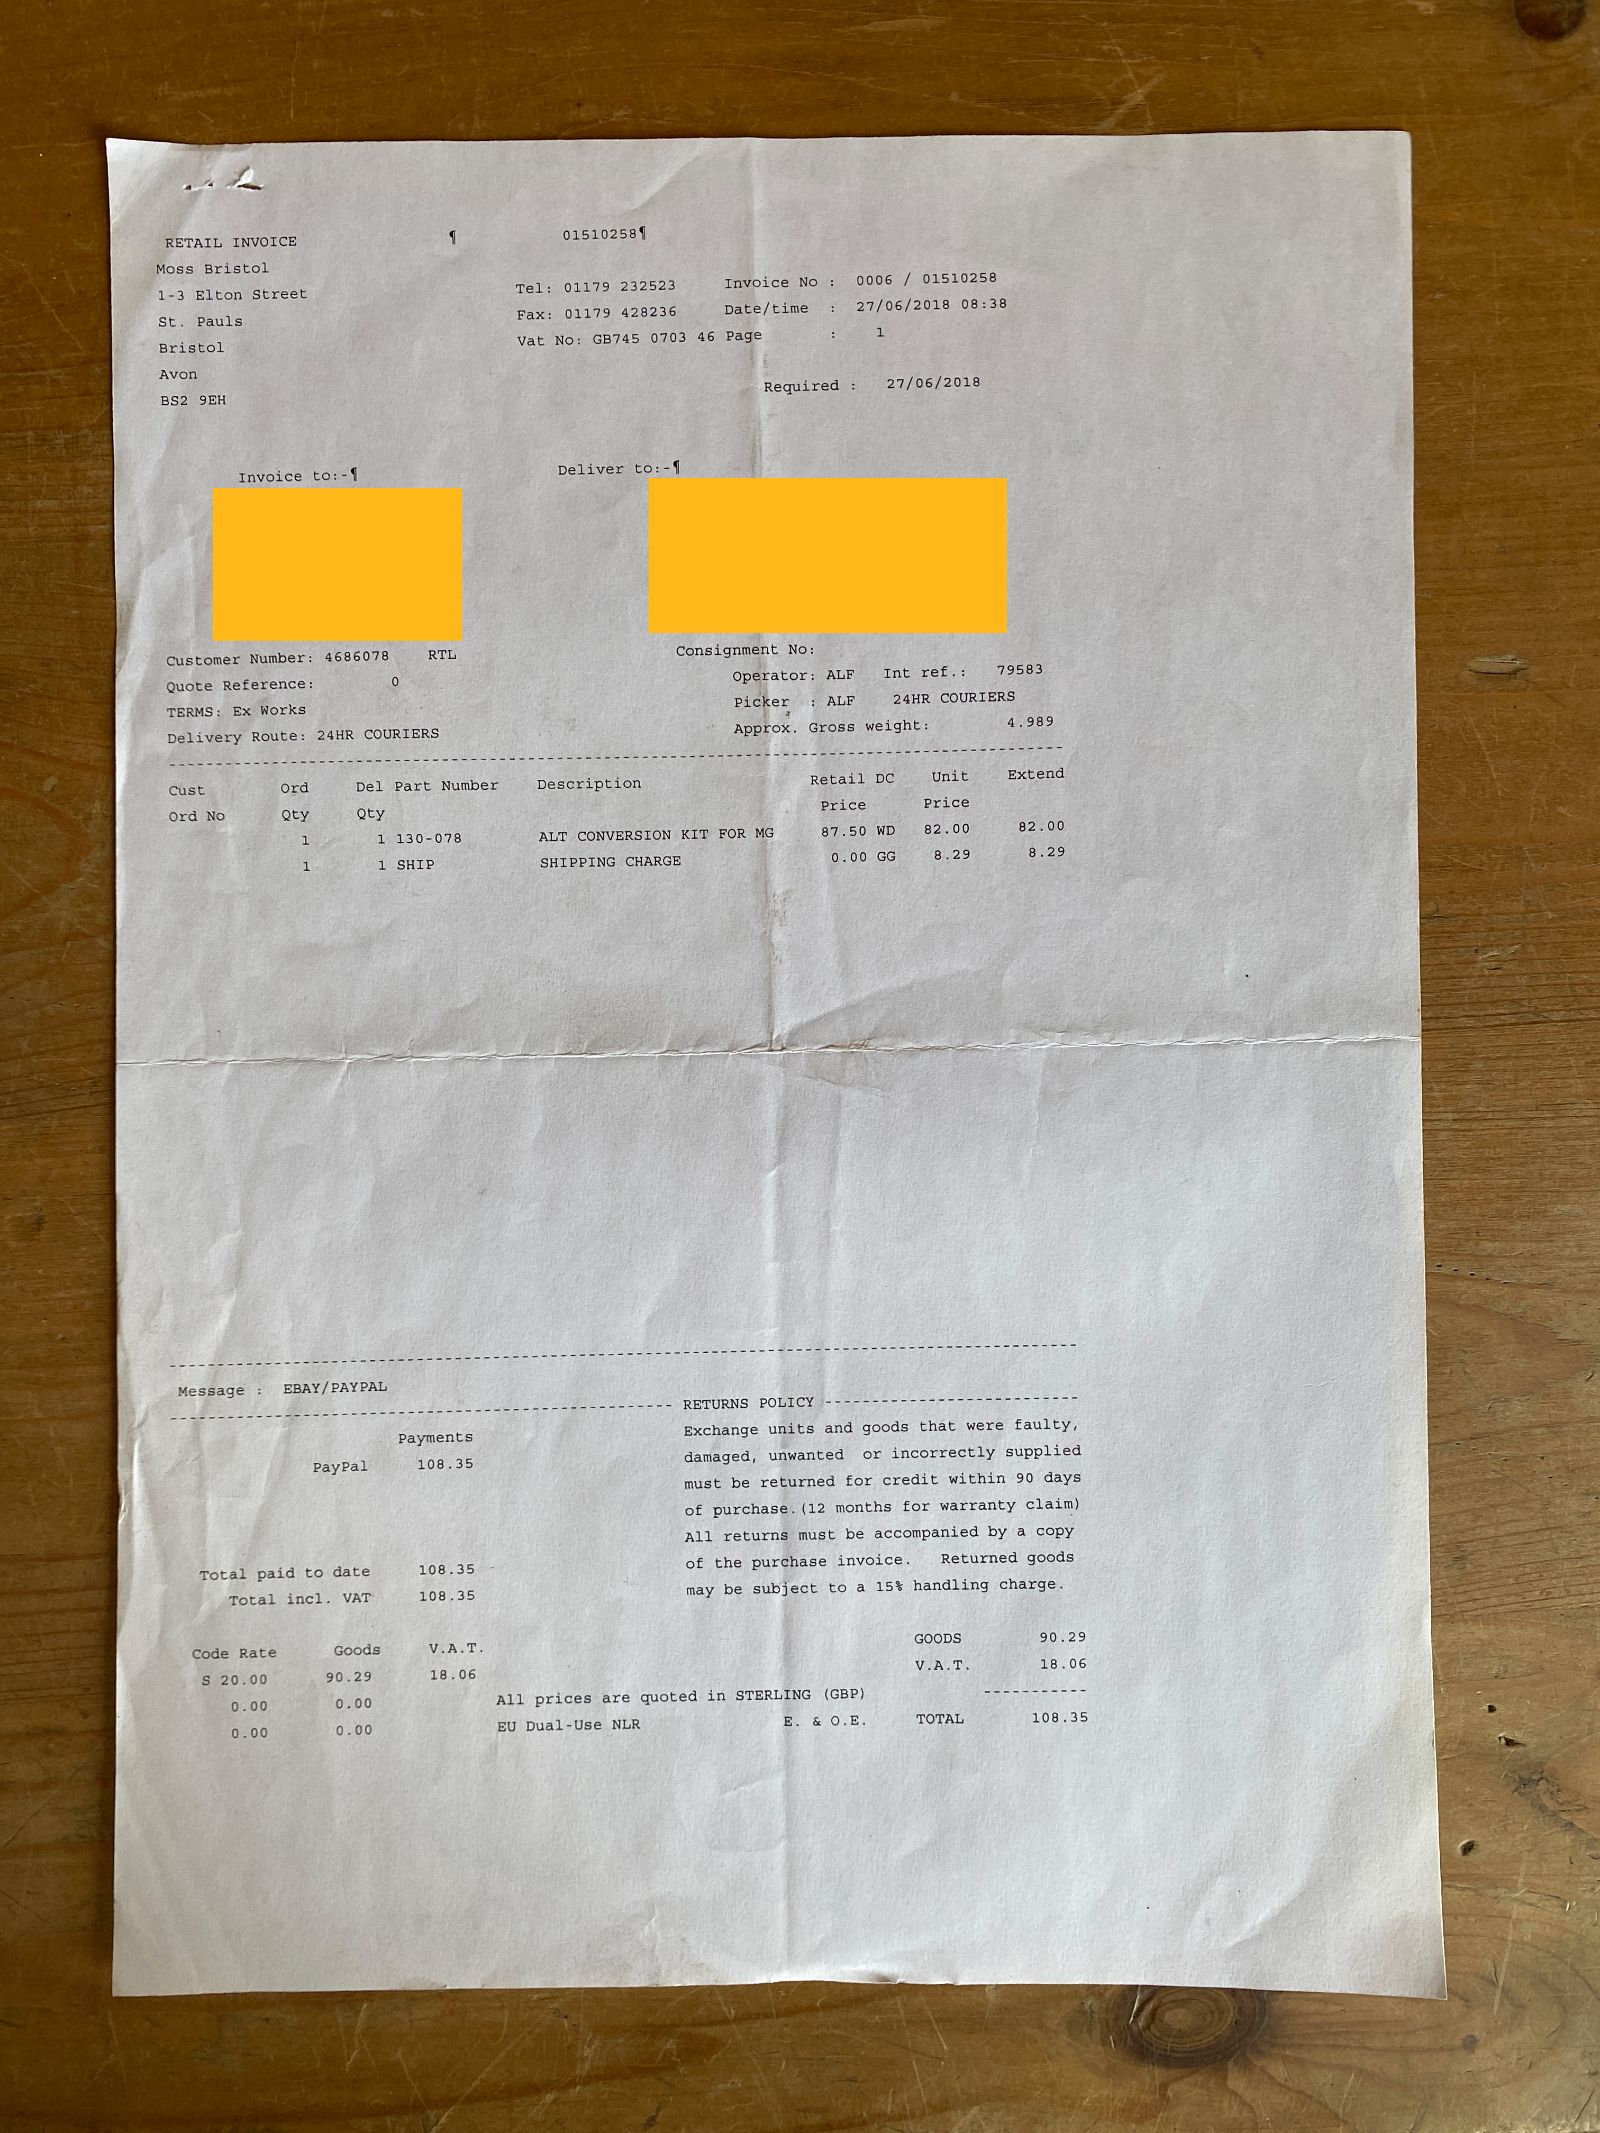 RETAIL INVOICE ¶ 01510258¶
Moss Bristol
1-3 Elton Street Tel: 01179 232523 Invoice No : 0006 / 01510258
St. Pauls Fax: 01179 428236 Date/time : 27/06/2018 08:38
Bristol Vat No: GB745 0703 46 Page : 1
Avon
BS2 9EH Required : 27/06/2018
Invoice to:-¶ Deliver to:-¶
Customer Number: 4686078 RTL Consignment No:
Quote Reference: 0 Operator: ALF Int ref.: 79583
TERMS: Ex Works Picker : ALF 24HR COURIERS
Delivery Route: 24HR COURIERS Approx. Gross weight: 4.989
Cust Ord Del Part Number Description Retail DC Unit Extend
Ord No Qty Qty Price Price
1 1 130-078 ALT CONVERSION KIT FOR MG 87.50 WD 82.00 82.00
1 1 SHIP SHIPPING CHARGE 0.00 GG 8.29 8.29
Message : EBAY/PAYPAL
RETURNS POLICY
Payments Exchange units and goods that were faulty,
PayPal 108.35 damaged, unwanted or incorrectly supplied
must be returned for credit within 90 days
of purchase.(12 months for warranty claim)
All returns must be accompanied by a copy
Total paid to date 108.35 of the purchase invoice. Returned goods
Total incl. VAT 108.35 may be subject to a 15% handling charge.
Code Rate Goods V.A.T. GOODS 90.29
S 20.00 90.29 18.06 V.A.T. 18.06
0.00 0.00 All prices are quoted in STERLING (GBP)
0.00 0.00 EU Dual-Use NLR E. & O.E. TOTAL 108.35